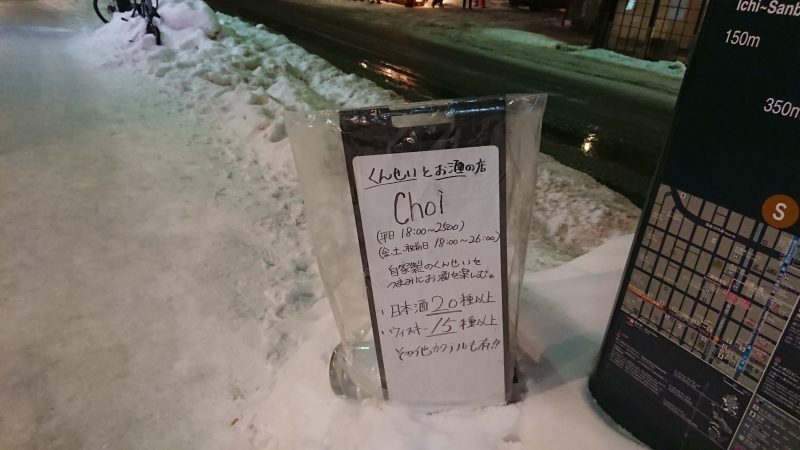 くんせいとお酒の店
Choi
(平日 18:00~2500)
(金土祝前日 18:00~26:00)
自家製のくんせいを
つまみにお酒を楽しむ。
・日本酒20種以上
・ウィスキー15種以上
その他カクテルも有!!
Ichi-Sanb
150m
350m
S